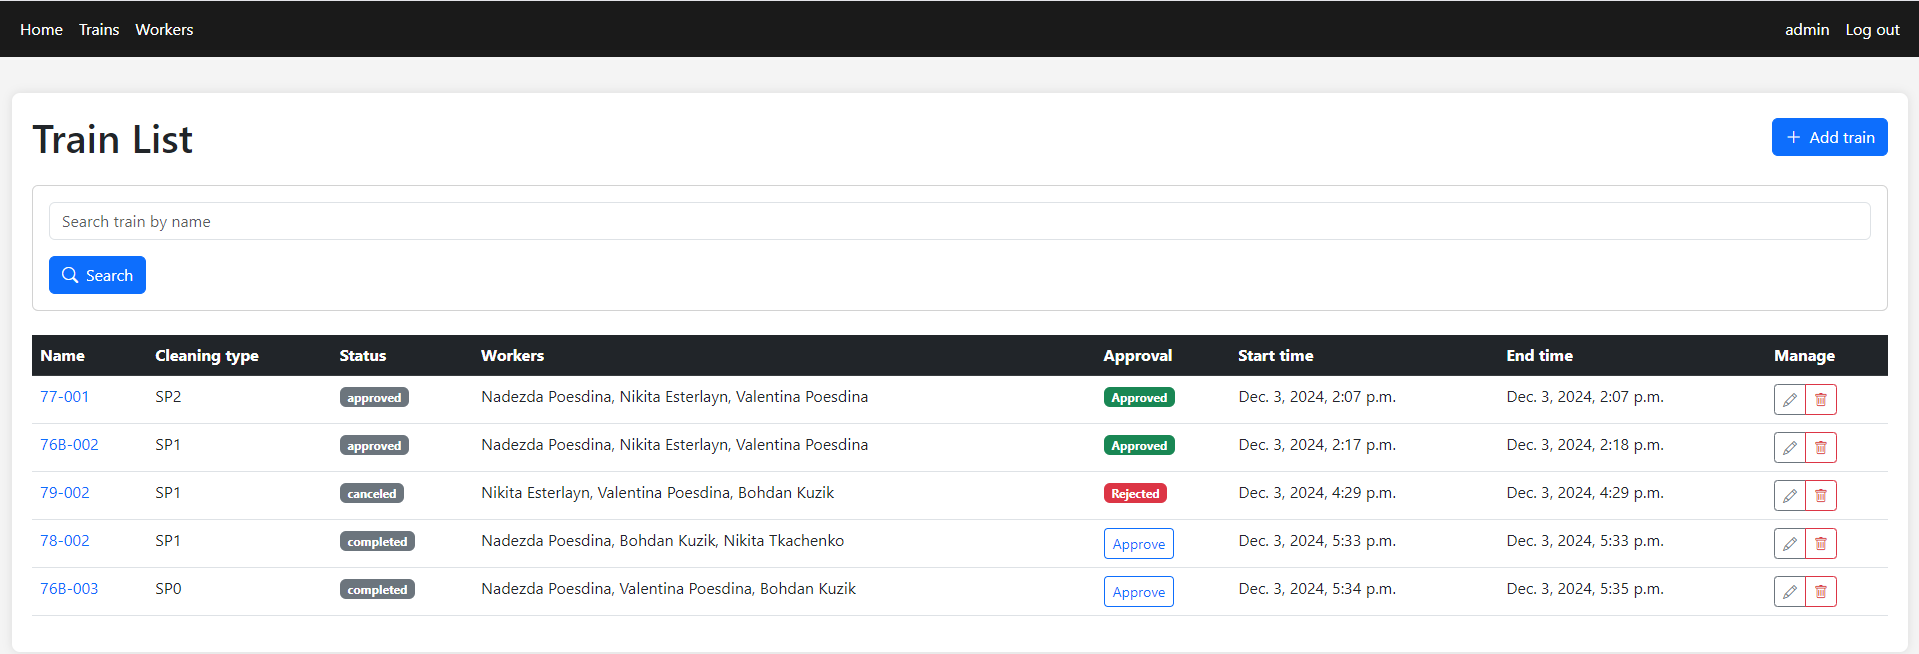 Home Trains Workers admin Log out
Train List
+ Add train
Search train by name
Search
Name Cleaning type Status Workers Approval Start time End time Manage
77-001 SP2 approved Nadezda Poesdina, Nikita Esterlayn, Valentina Poesdina Approved Dec. 3, 2024, 2:07 p.m. Dec. 3, 2024, 2:07 p.m.
76B-002 SP1 approved Nadezda Poesdina, Nikita Esterlayn, Valentina Poesdina Approved Dec. 3, 2024, 2:17 p.m. Dec. 3, 2024, 2:18 p.m.
79-002 SP1 canceled Nikita Esterlayn, Valentina Poesdina, Bohdan Kuzik Rejected Dec. 3, 2024, 4:29 p.m. Dec. 3, 2024, 4:29 p.m.
78-002 SP1 completed Nadezda Poesdina, Bohdan Kuzik, Nikita Tkachenko Approve Dec. 3, 2024, 5:33 p.m. Dec. 3, 2024, 5:33 p.m.
76B-003 SP0 completed Nadezda Poesdina, Valentina Poesdina, Bohdan Kuzik Approve Dec. 3, 2024, 5:34 p.m. Dec. 3, 2024, 5:35 p.m.